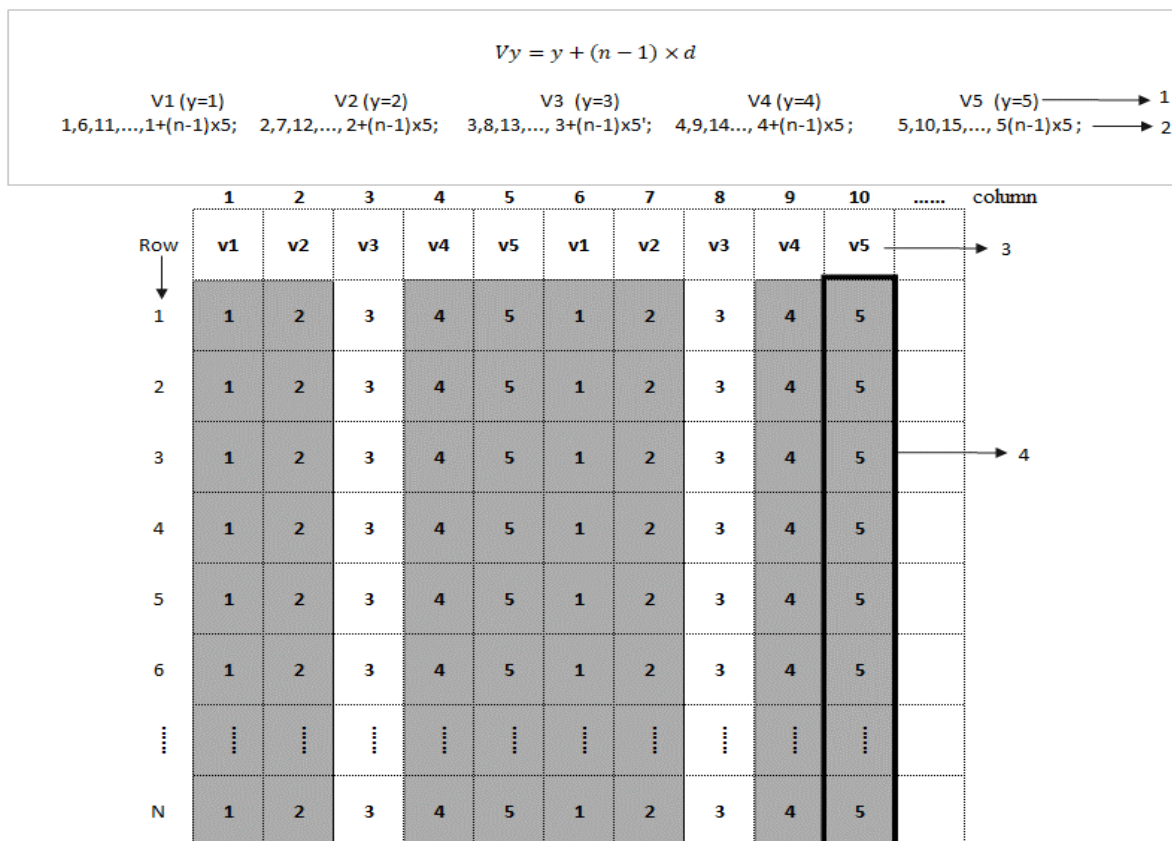 Vy = y + (n − 1) × d
V1 (y=1) V2 (y=2) V3 (y=3) V4 (y=4) V5 (y=5) 1
1,6,11,...,1+(n-1)x5; 2,7,12,..., 2+(n-1)x5; 3,8,13,..., 3+(n-1)x5'; 4,9,14..., 4+(n-1)x5 ; 5,10,15,..., 5(n-1)x5 ; 2
1 2 3 4 5 6 7 8 9 10 ...... column
Row v1 v2 v3 v4 v5 v1 v2 v3 v4 v5 3
1 1 2 3 4 5 1 2 3 4 5
2 1 2 3 4 5 1 2 3 4 5
3 1 2 3 4 5 1 2 3 4 5 4
4 1 2 3 4 5 1 2 3 4 5
5 1 2 3 4 5 1 2 3 4 5
6 1 2 3 4 5 1 2 3 4 5
...... ...... ...... ...... ...... ...... ...... ...... ...... ...... ......
N 1 2 3 4 5 1 2 3 4 5